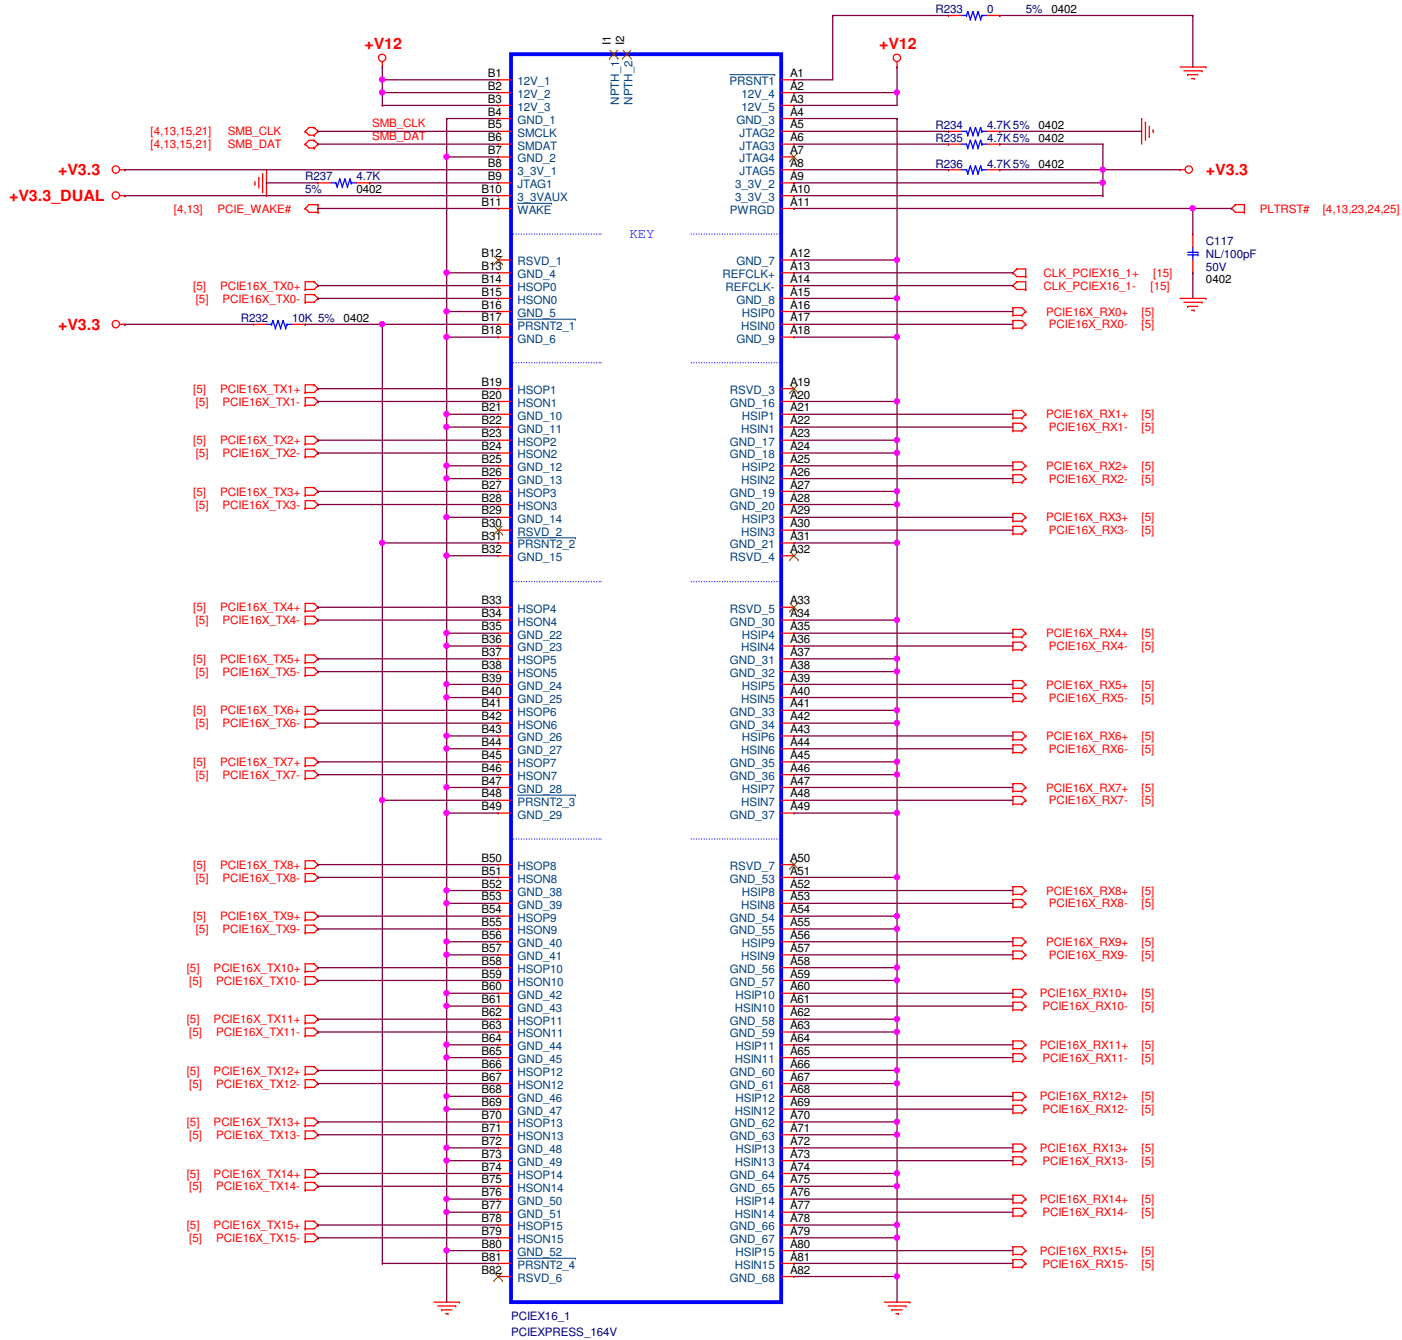 R233 0 5% 0402
I1 I2
+V12 +V12
NPTH_1 NPTH_2
B1 12V_1 PRSNT1 A1
B2 12V_2 12V_4 A2
B3 12V_3 12V_5 A3
B4 GND_1 GND_3 A4
[4,13,15,21] SMB_CLK SMB_CLK B5 SMCLK JTAG2 A5 R234 4.7K 5% 0402
[4,13,15,21] SMB_DAT SMB_DAT B6 SMDAT JTAG3 A6 R235 4.7K 5% 0402
B7 GND_2 JTAG4 A7
+V3.3 B8 3_3V_1 JTAG5 A8 R236 4.7K 5% 0402 +V3.3
R237 4.7K 5% 0402 B9 JTAG1 3_3V_2 A9
+V3.3_DUAL B10 3_3VAUX 3_3V_3 A10
[4,13] PCIE_WAKE# B11 WAKE PWRGD A11 PLTRST# [4,13,23,24,25]
KEY
C117
NL/100pF
50V
0402
B12 RSVD_1 GND_7 A12
B13 GND_4 REFCLK+ A13 CLK_PCIEX16_1+ [15]
[5] PCIE16X_TX0+ B14 HSOP0 REFCLK- A14 CLK_PCIEX16_1- [15]
[5] PCIE16X_TX0- B15 HSON0 GND_8 A15
B16 GND_5 HSIP0 A16 PCIE16X_RX0+ [5]
+V3.3 R232 10K 5% 0402 B17 PRSNT2_1 HSIN0 A17 PCIE16X_RX0- [5]
B18 GND_6 GND_9 A18
[5] PCIE16X_TX1+ B19 HSOP1 RSVD_3 A19
[5] PCIE16X_TX1- B20 HSON1 GND_16 A20
B21 GND_10 HSIP1 A21 PCIE16X_RX1+ [5]
B22 GND_11 HSIN1 A22 PCIE16X_RX1- [5]
[5] PCIE16X_TX2+ B23 HSOP2 GND_17 A23
[5] PCIE16X_TX2- B24 HSON2 GND_18 A24
B25 GND_12 HSIP2 A25 PCIE16X_RX2+ [5]
B26 GND_13 HSIN2 A26 PCIE16X_RX2- [5]
[5] PCIE16X_TX3+ B27 HSOP3 GND_19 A27
[5] PCIE16X_TX3- B28 HSON3 GND_20 A28
B29 GND_14 HSIP3 A29 PCIE16X_RX3+ [5]
B30 RSVD_2 HSIN3 A30 PCIE16X_RX3- [5]
B31 PRSNT2_2 GND_21 A31
B32 GND_15 RSVD_4 A32
[5] PCIE16X_TX4+ B33 HSOP4 RSVD_5 A33
[5] PCIE16X_TX4- B34 HSON4 GND_30 A34
B35 GND_22 HSIP4 A35 PCIE16X_RX4+ [5]
B36 GND_23 HSIN4 A36 PCIE16X_RX4- [5]
[5] PCIE16X_TX5+ B37 HSOP5 GND_31 A37
[5] PCIE16X_TX5- B38 HSON5 GND_32 A38
B39 GND_24 HSIP5 A39 PCIE16X_RX5+ [5]
B40 GND_25 HSIN5 A40 PCIE16X_RX5- [5]
[5] PCIE16X_TX6+ B41 HSOP6 GND_33 A41
[5] PCIE16X_TX6- B42 HSON6 GND_34 A42
B43 GND_26 HSIP6 A43 PCIE16X_RX6+ [5]
B44 GND_27 HSIN6 A44 PCIE16X_RX6- [5]
[5] PCIE16X_TX7+ B45 HSOP7 GND_35 A45
[5] PCIE16X_TX7- B46 HSON7 GND_36 A46
B47 GND_28 HSIP7 A47 PCIE16X_RX7+ [5]
B48 PRSNT2_3 HSIN7 A48 PCIE16X_RX7- [5]
B49 GND_29 GND_37 A49
[5] PCIE16X_TX8+ B50 HSOP8 RSVD_7 A50
[5] PCIE16X_TX8- B51 HSON8 GND_53 A51
B52 GND_38 HSIP8 A52 PCIE16X_RX8+ [5]
B53 GND_39 HSIN8 A53 PCIE16X_RX8- [5]
[5] PCIE16X_TX9+ B54 HSOP9 GND_54 A54
[5] PCIE16X_TX9- B55 HSON9 GND_55 A55
B56 GND_40 HSIP9 A56 PCIE16X_RX9+ [5]
B57 GND_41 HSIN9 A57 PCIE16X_RX9- [5]
[5] PCIE16X_TX10+ B58 HSOP10 GND_56 A58
[5] PCIE16X_TX10- B59 HSON10 GND_57 A59
B60 GND_42 HSIP10 A60 PCIE16X_RX10+ [5]
B61 GND_43 HSIN10 A61 PCIE16X_RX10- [5]
[5] PCIE16X_TX11+ B62 HSOP11 GND_58 A62
[5] PCIE16X_TX11- B63 HSON11 GND_59 A63
B64 GND_44 HSIP11 A64 PCIE16X_RX11+ [5]
B65 GND_45 HSIN11 A65 PCIE16X_RX11- [5]
[5] PCIE16X_TX12+ B66 HSOP12 GND_60 A66
[5] PCIE16X_TX12- B67 HSON12 GND_61 A67
B68 GND_46 HSIP12 A68 PCIE16X_RX12+ [5]
B69 GND_47 HSIN12 A69 PCIE16X_RX12- [5]
[5] PCIE16X_TX13+ B70 HSOP13 GND_62 A70
[5] PCIE16X_TX13- B71 HSON13 GND_63 A71
B72 GND_48 HSIP13 A72 PCIE16X_RX13+ [5]
B73 GND_49 HSIN13 A73 PCIE16X_RX13- [5]
[5] PCIE16X_TX14+ B74 HSOP14 GND_64 A74
[5] PCIE16X_TX14- B75 HSON14 GND_65 A75
B76 GND_50 HSIP14 A76 PCIE16X_RX14+ [5]
B77 GND_51 HSIN14 A77 PCIE16X_RX14- [5]
[5] PCIE16X_TX15+ B78 HSOP15 GND_66 A78
[5] PCIE16X_TX15- B79 HSON15 GND_67 A79
B80 GND_52 HSIP15 A80 PCIE16X_RX15+ [5]
B81 PRSNT2_4 HSIN15 A81 PCIE16X_RX15- [5]
B82 RSVD_6 GND_68 A82
PCIEX16_1
PCIEXPRESS_164V